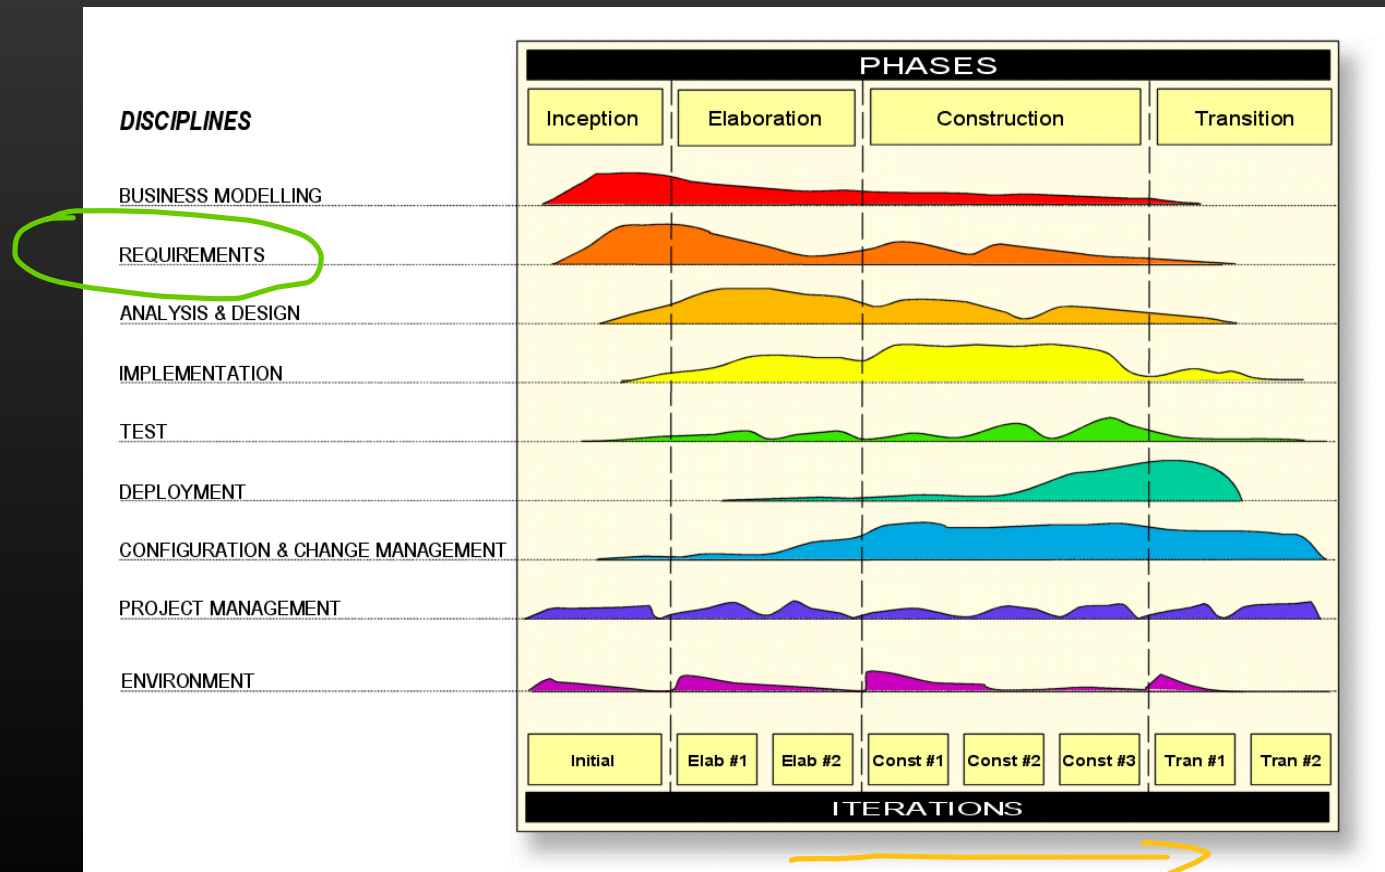 PHASES
DISCIPLINES
Inception
Elaboration
Construction
Transition
BUSINESS MODELLING
REQUIREMENTS
ANALYSIS & DESIGN
IMPLEMENTATION
TEST
DEPLOYMENT
CONFIGURATION & CHANGE MANAGEMENT
PROJECT MANAGEMENT
ENVIRONMENT
Initial
Elab #1
Elab #2
Const #1
Const #2
Const #3
Tran #1
Tran #2
ITERATIONS